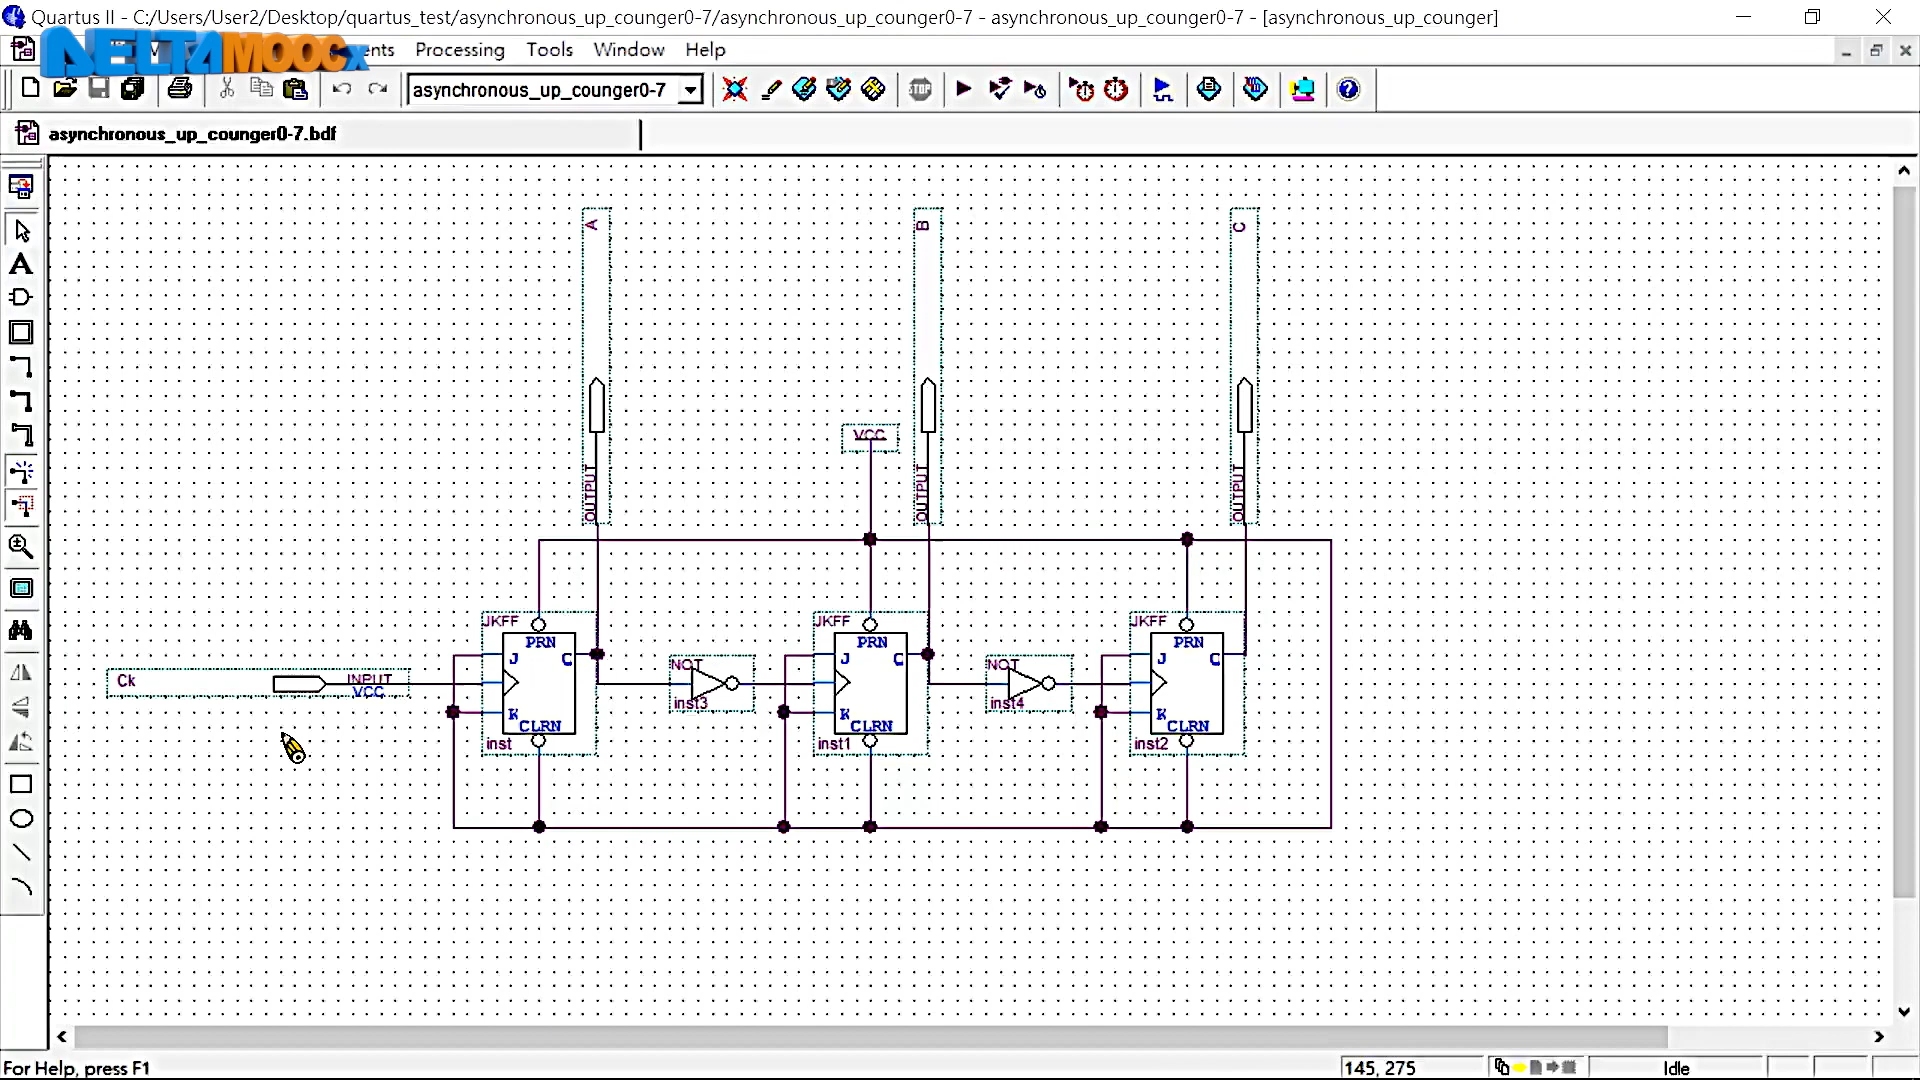 Quartus II - C:/Users/User2/Desktop/quartus_test/asynchronous_up_counger0-7/asynchronous_up_counger0-7 - asynchronous_up_counger0-7 - [asynchronous_up_counger]
DELTAMOOCx
Processing Tools Window Help
asynchronous_up_counger0-7
asynchronous_up_counger0-7.bdf
A
B
C
VCC
OUTPUT
OUTPUT
OUTPUT
JKFF
PRN
J
K
CLRN
inst
JKFF
PRN
J
K
CLRN
inst1
JKFF
PRN
J
K
CLRN
inst2
NOT
inst3
NOT
inst4
Ck
INPUT
VCC
For Help, press F1
145, 275
Idle